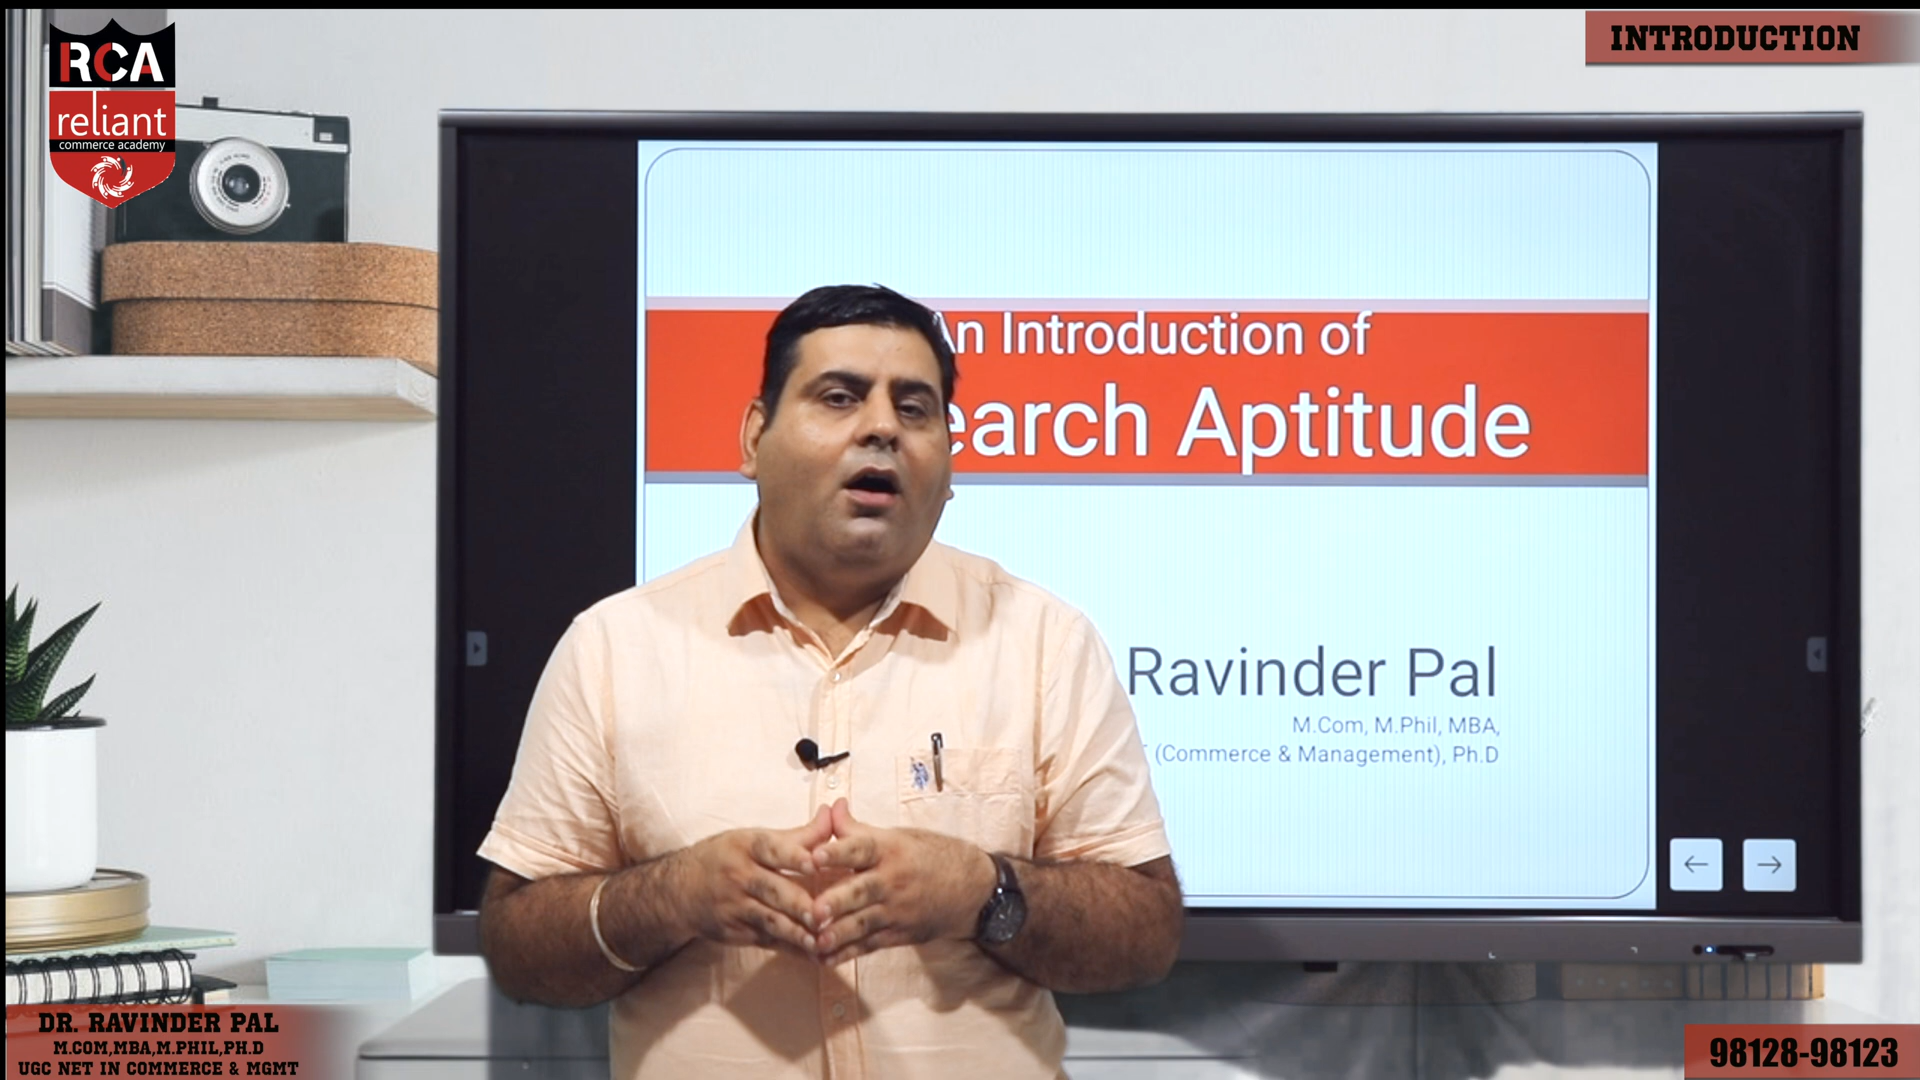 RCA
reliant
commerce academy
INTRODUCTION
An Introduction of
earch Aptitude
Ravinder Pal
M.Com, M.Phil, MBA,
(Commerce & Management), Ph.D
DR. RAVINDER PAL
M.COM,MBA,M.PHIL,PH.D
UGC NET IN COMMERCE & MGMT
98128-98123